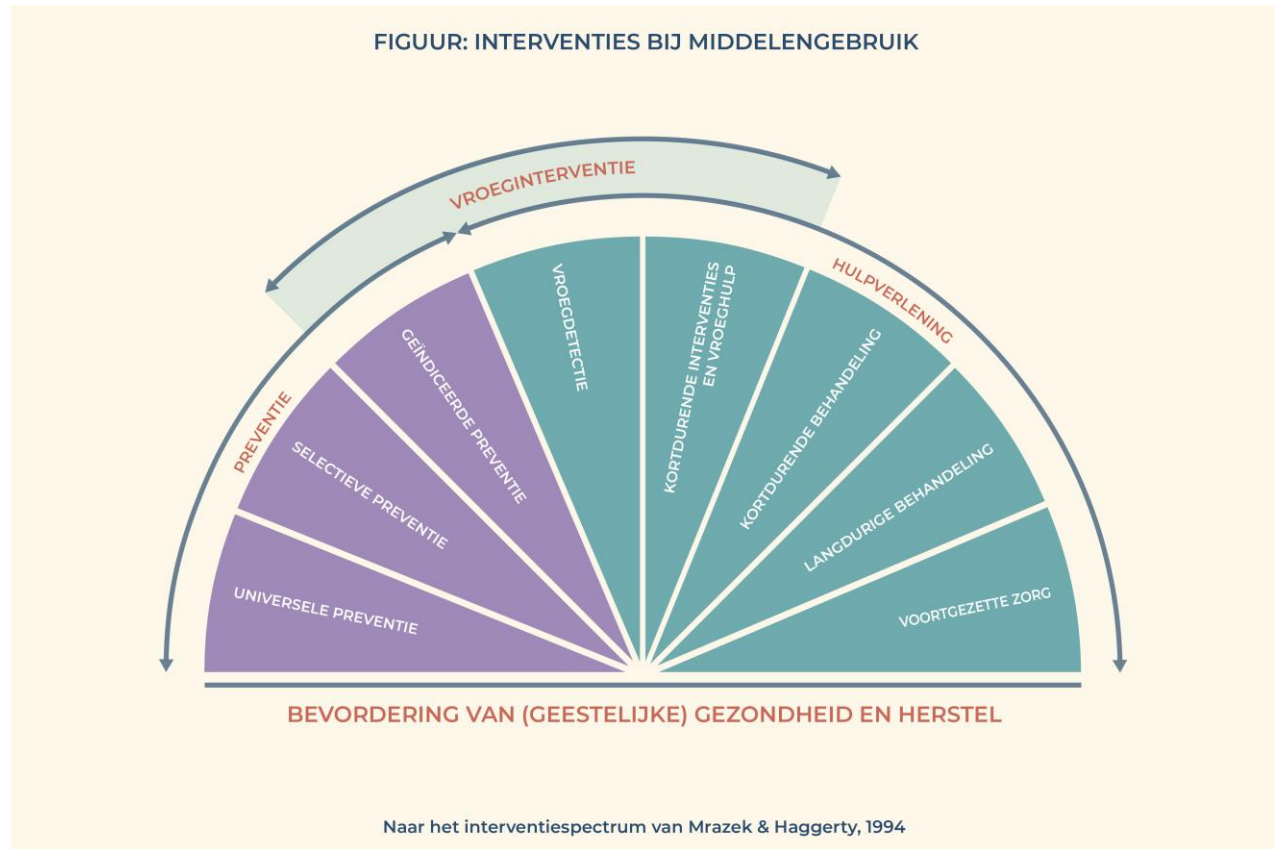 FIGUUR: INTERVENTIES BIJ MIDDELENGEBRUIK
VROEGINTERVENTIE
PREVENTIE
HULPVERLENING
UNIVERSELE PREVENTIE
SELECTIEVE PREVENTIE
GEÏNDICEERDE PREVENTIE
VROEGDETECTIE
KORTDURENDE INTERVENTIES
EN VROEGHULP
KORTDURENDE BEHANDELING
LANGDURIGE BEHANDELING
VOORTGEZETTE ZORG
BEVORDERING VAN (GEESTELIJKE) GEZONDHEID EN HERSTEL
Naar het interventiespectrum van Mrazek & Haggerty, 1994